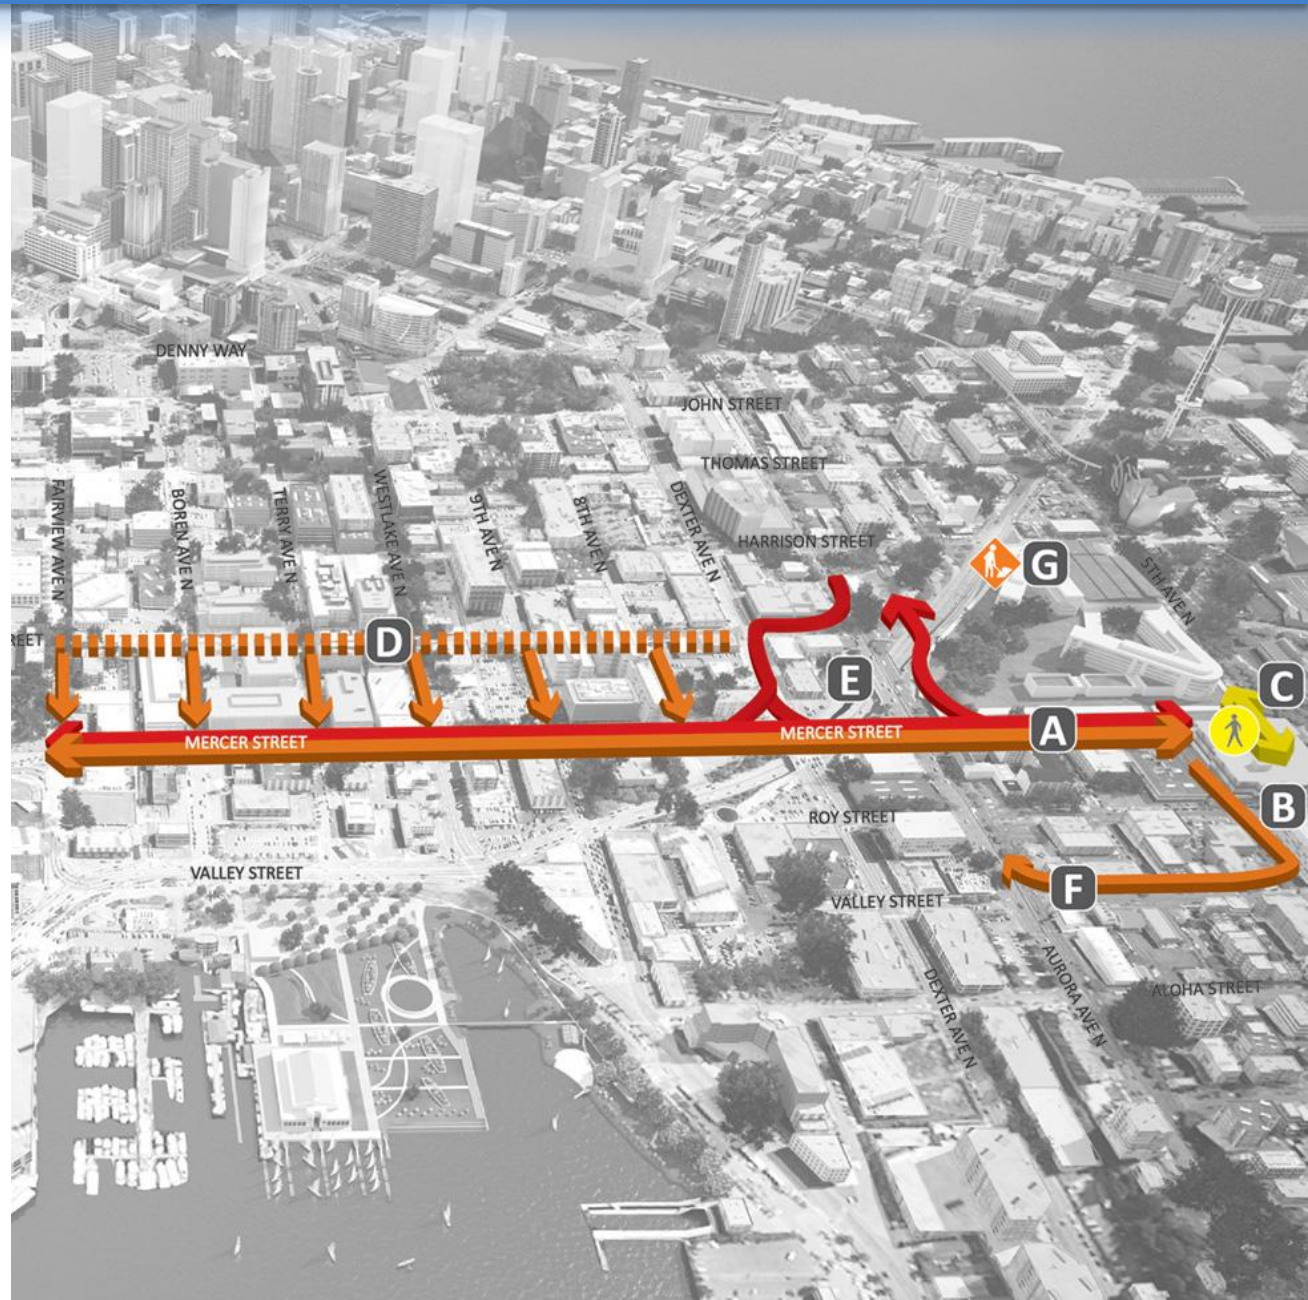 DENNY WAY
JOHN STREET
THOMAS STREET
HARRISON STREET
FAIRVIEW AVE N
BOREN AVE N
TERRY AVE N
WESTLAKE AVE N
9TH AVE N
8TH AVE N
DEXTER AVE N
5TH AVE N
G
REET
D
E
C
A
MERCER STREET
MERCER STREET
B
ROY STREET
VALLEY STREET
F
VALLEY STREET
DEXTER AVE N
AURORA AVE N
ALOHA STREET